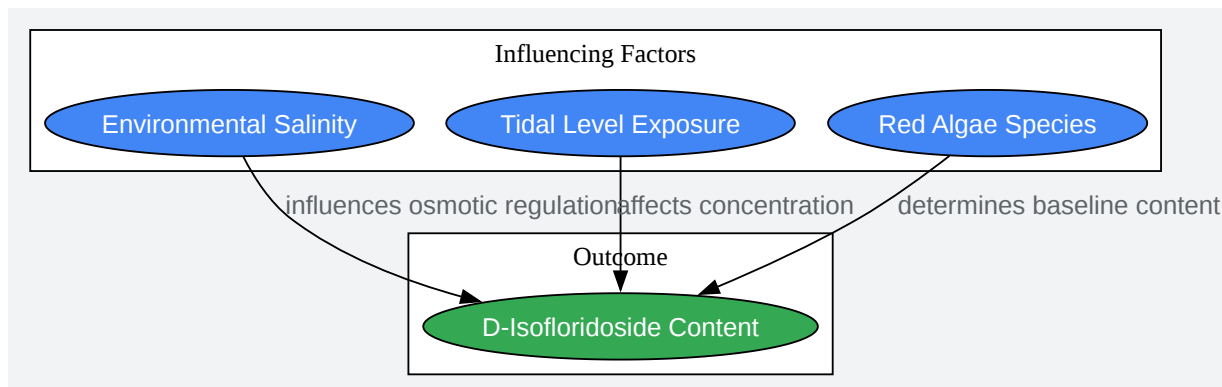 Influencing Factors
Environmental Salinity
Tidal Level Exposure
Red Algae Species
influences osmotic regulation
affects concentration
determines baseline content
Outcome
D-Isofloridoside Content